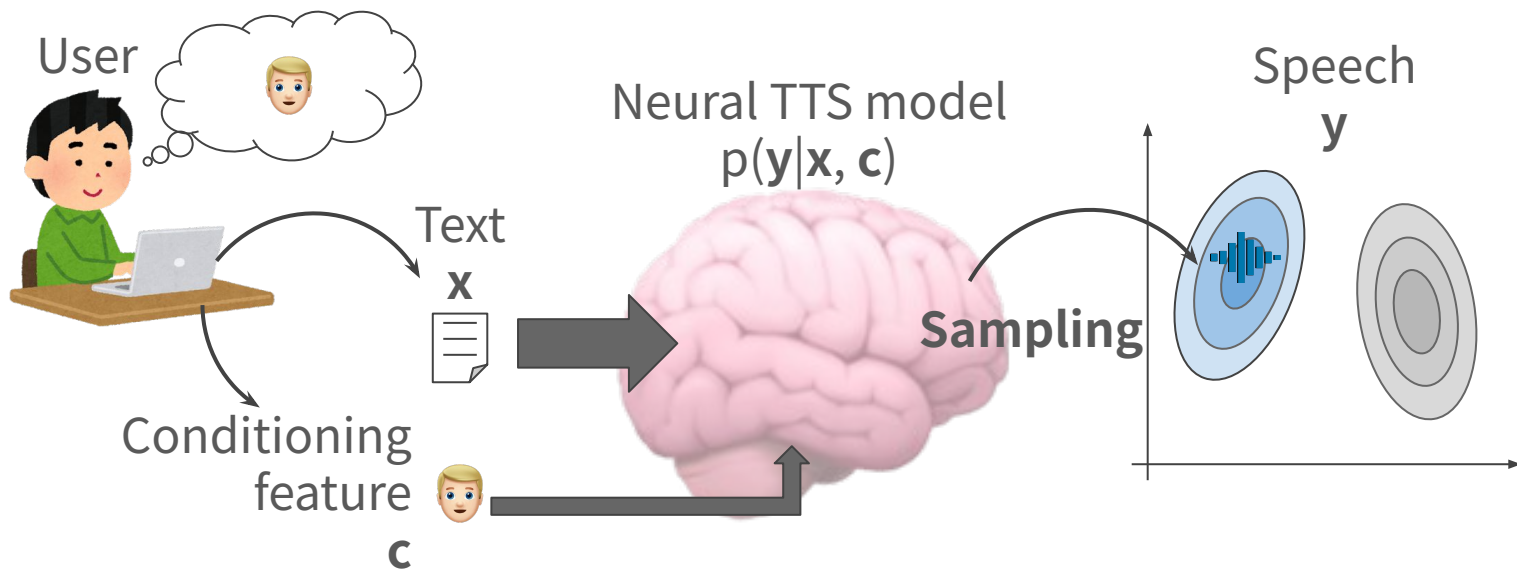 User
Neural TTS model
p(y|x, c)
Speech
y
Text
x
Sampling
Conditioning
feature
c